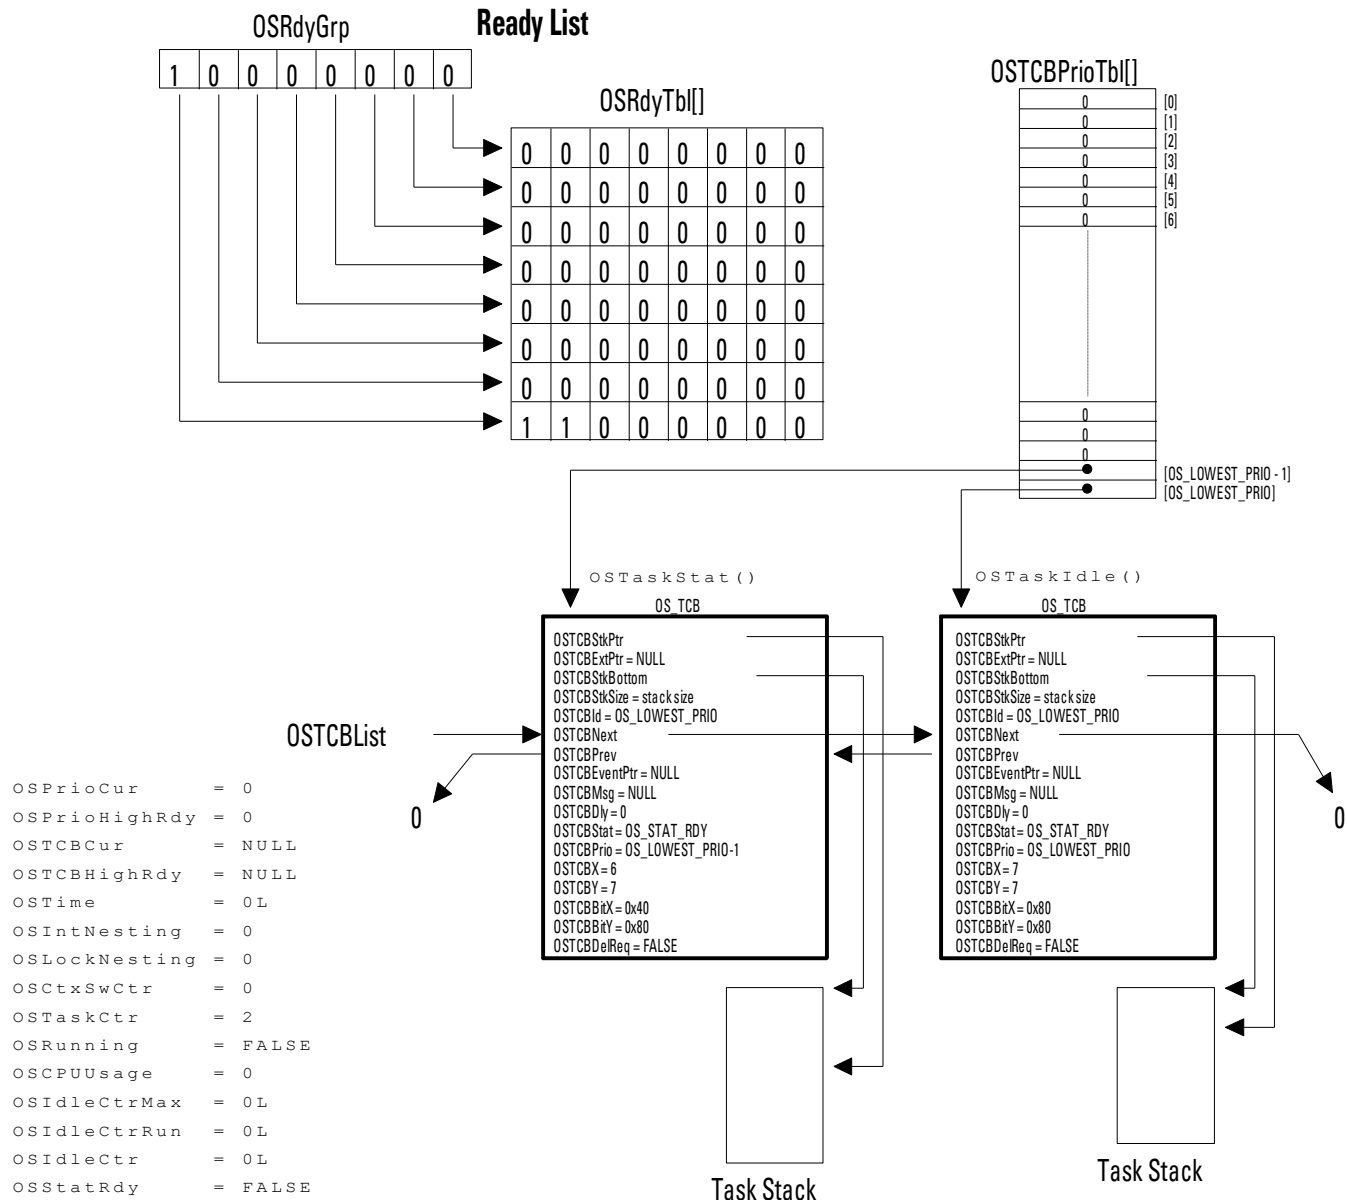 OSRdyGrp
Ready List
1 0 0 0 0 0 0 0
OSRdyTbl[]
OSTCBPrioTbl[]
0 [0]
0 [1]
0 [2]
0 [3]
0 [4]
0 [5]
0 [6]
0 0 0 0 0 0 0 0
0 0 0 0 0 0 0 0
0 0 0 0 0 0 0 0
0 0 0 0 0 0 0 0
0 0 0 0 0 0 0 0
0 0 0 0 0 0 0 0
0 0 0 0 0 0 0 0
1 1 0 0 0 0 0 0
0
0
0
[OS_LOWEST_PRIO - 1]
[OS_LOWEST_PRIO]
OSTaskStat()
OS_TCB
OSTCBStkPtr
OSTCBExtPtr = NULL
OSTCBStkBottom
OSTCBStkSize = stack size
OSTCBId = OS_LOWEST_PRIO
OSTCBNext
OSTCBPrev
OSTCBEventPtr = NULL
OSTCBMsg = NULL
OSTCBDly = 0
OSTCBStat = OS_STAT_RDY
OSTCBPrio = OS_LOWEST_PRIO-1
OSTCBX = 6
OSTCBY = 7
OSTCBBitX = 0x40
OSTCBBitY = 0x80
OSTCBDelReq = FALSE
OSTaskIdle()
OS_TCB
OSTCBStkPtr
OSTCBExtPtr = NULL
OSTCBStkBottom
OSTCBStkSize = stack size
OSTCBId = OS_LOWEST_PRIO
OSTCBNext
OSTCBPrev
OSTCBEventPtr = NULL
OSTCBMsg = NULL
OSTCBDly = 0
OSTCBStat = OS_STAT_RDY
OSTCBPrio = OS_LOWEST_PRIO
OSTCBX = 7
OSTCBY = 7
OSTCBBitX = 0x80
OSTCBBitY = 0x80
OSTCBDelReq = FALSE
OSTCBList
0
0
OSPrioCur = 0
OSPrioHighRdy = 0
OSTCBCur = NULL
OSTCBHighRdy = NULL
OSTime = 0L
OSIntNesting = 0
OSLockNesting = 0
OSCtxSwCtr = 0
OSTaskCtr = 2
OSRunning = FALSE
OSCPUUsage = 0
OSIdleCtrMax = 0L
OSIdleCtrRun = 0L
OSIdleCtr = 0L
OSStatRdy = FALSE
Task Stack
Task Stack